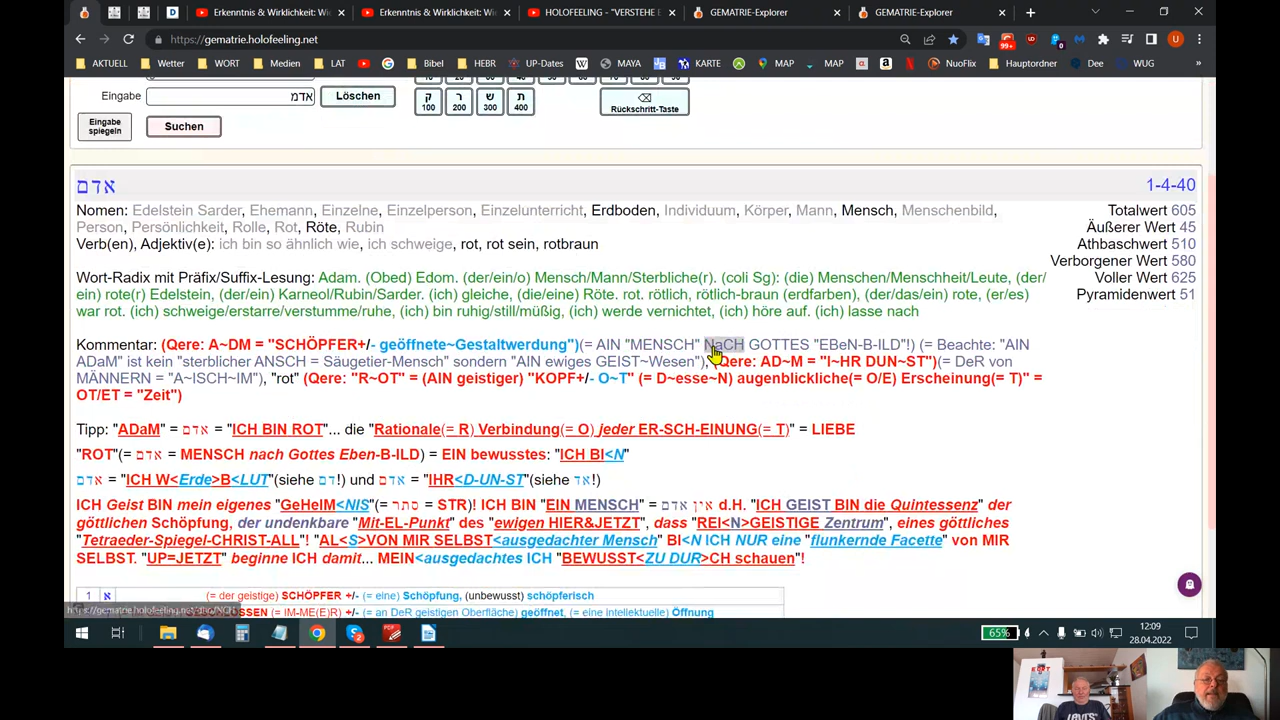 Erkenntnis & Wirklichkeit: Wi
Erkenntnis & Wirklichkeit: Wi
HOLOFEELING - "VERSTEHE E
GEMATRIE-Explorer
GEMATRIE-Explorer
https://gematrie.holofeeling.net
AKTUELL Wetter WORT Medien LAT Bibel HEBR UP-Dates MAYA KARTE MAP MAP NuoFlix Hauptordner Dee WUG
Eingabe אדמ Löschen ק 100 ר 200 ש 300 ת 400 Rückschritt-Taste
Eingabe spiegeln Suchen
אדם 1-4-40
Nomen: Edelstein Sarder, Ehemann, Einzelne, Einzelperson, Einzelunterricht, Erdboden, Individuum, Körper, Mann, Mensch, Menschenbild, Totalwert 605
Person, Persönlichkeit, Rolle, Rot, Röte, Rubin Äußerer Wert 45
Verb(en), Adjektiv(e): ich bin so ähnlich wie, ich schweige, rot, rot sein, rotbraun Athbaschwert 510
Verborgener Wert 580
Wort-Radix mit Präfix/Suffix-Lesung: Adam. (Obed) Edom. (der/ein/o) Mensch/Mann/Sterbliche(r). (coli Sg): (die) Menschen/Menschheit/Leute, (der/ Voller Wert 625
ein) rote(r) Edelstein, (der/ein) Karneol/Rubin/Sarder. (ich) gleiche, (die/eine) Röte. rot. rötlich, rötlich-braun (erdfarben), (der/das/ein) rote, (er/es) Pyramidenwert 51
war rot. (ich) schweige/erstarre/verstumme/ruhe, (ich) bin ruhig/still/müßig, (ich) werde vernichtet, (ich) höre auf. (ich) lasse nach
Kommentar: (Qere: A~DM = "SCHÖPFER+/- geöffnete~Gestaltwerdung")(= AIN "MENSCH" NaCH GOTTES "EBeN-B-ILD"!) (= Beachte: "AIN
ADaM" ist kein "sterblicher ANSCH = Säugetier-Mensch" sondern "AIN ewiges GEIST~Wesen"), (Qere: AD~M = "I~HR DUN~ST")(= DeR von
MÄNNERN = "A~ISCH~IM"), "rot" (Qere: "R~OT" = (AIN geistiger) "KOPF+/- O~T" (= D~esse~N) augenblickliche(= O/E) Erscheinung(= T)" =
OT/ET = "Zeit")
Tipp: "ADaM" = אדם = "ICH BIN ROT"... die "Rationale(= R) Verbindung(= O) jeder ER-SCH-EINUNG(= T)" = LIEBE
"ROT"(= אדם = MENSCH nach Gottes Eben-B-ILD) = EIN bewusstes: "ICH BI<N"
אדם = "ICH W<Erde>B<LUT"(siehe דם!) und אדם = "IHR<D-UN-ST"(siehe אד!)
ICH Geist BIN mein eigenes "GeHeIM<NIS"(= סתר = STR)! ICH BIN "EIN MENSCH" = אין אדם d.H. "ICH GEIST BIN die Quintessenz" der
göttlichen Schöpfung, der undenkbare "Mit-EL-Punkt" des "ewigen HIER&JETZT", dass "REI<N>GEISTIGE Zentrum", eines göttliches
"Tetraeder-Spiegel-CHRIST-ALL"! "AL<S>VON MIR SELBST<ausgedachter Mensch" BI<N ICH NUR eine "flunkernde Facette" von MIR
SELBST. "UP=JETZT" beginne ICH damit... MEIN<ausgedachtes ICH "BEWUSST<ZU DUR>CH schauen"!
1 א (= der geistige) SCHÖPFER +/- (= eine) Schöpfung, (unbewusst) schöpferisch
(= IM-ME(E)R) +/- (= an DeR geistigen Oberfläche) geöffnet, (= eine intellektuelle) Öffnung
65% 12:09
28.04.2022